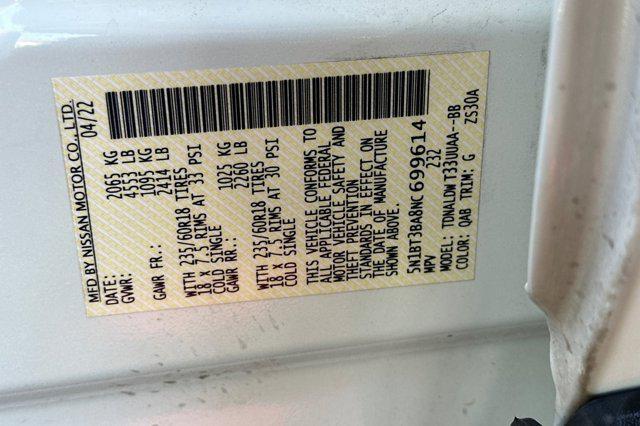 MFD BY NISSAN MOTOR CO., LTD.
DATE: 04/22
GVWR: 2065 KG
4553 LB
GAWR FR.: 1095 KG
2414 LB
WITH 235/60R18 TIRES
18 X 7.5 RIMS AT 33 PSI
COLD SINGLE
GAWR RR.: 1025 KG
2260 LB
WITH 235/60R18 TIRES
18 X 7.5 RIMS AT 30 PSI
COLD SINGLE
THIS VEHICLE CONFORMS TO
ALL APPLICABLE FEDERAL
MOTOR VEHICLE SAFETY AND
THEFT PREVENTION
STANDARDS IN EFFECT ON
THE DATE OF MANUFACTURE
SHOWN ABOVE.
5N1BT3BA8NC699614
MPV Z32
MODEL: TDNALDW T33UUAA--BB
COLOR: QAB TRIM: G ZS30A